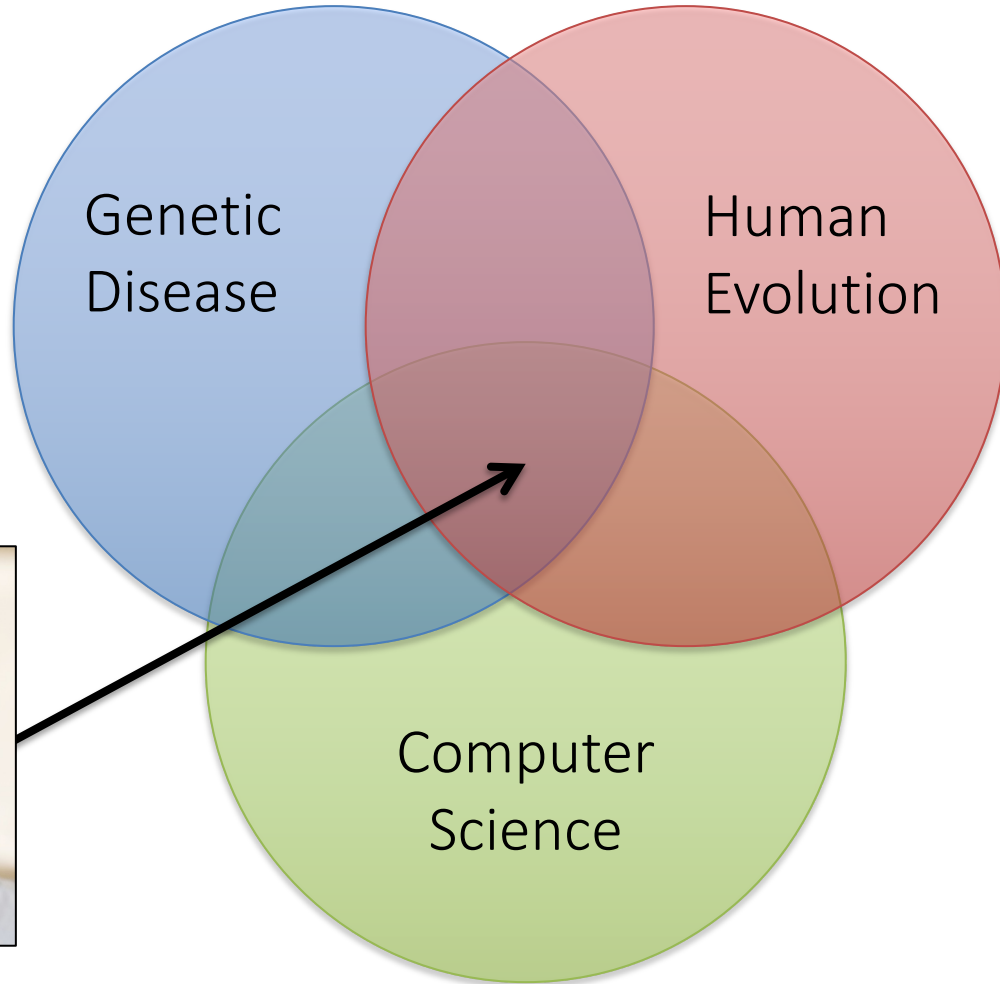 Genetic
Disease
Human
Evolution
Computer
Science